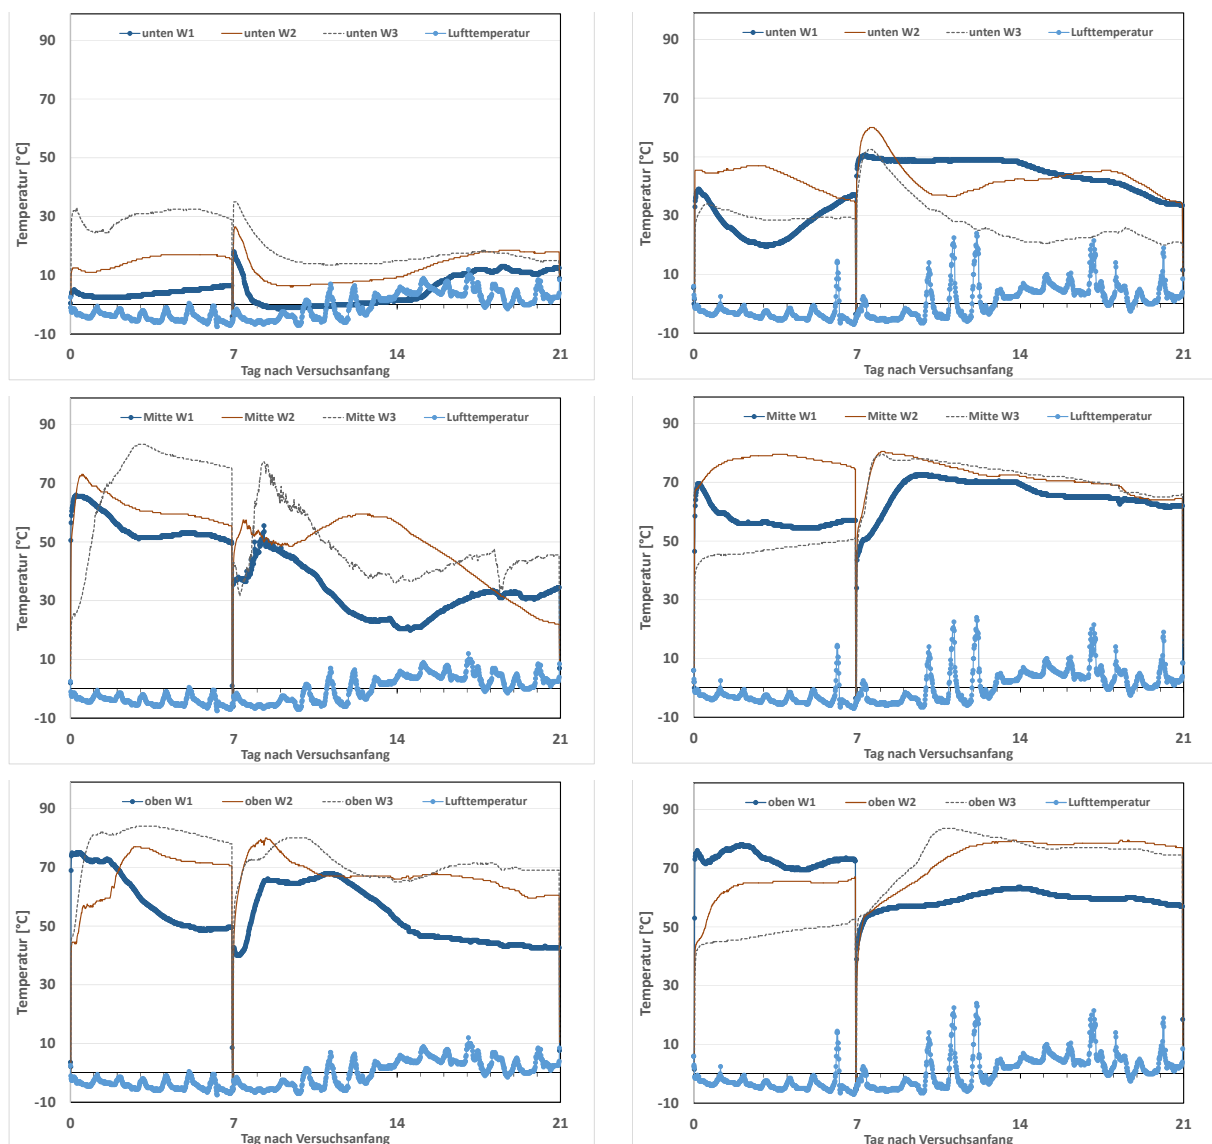 unten W1 unten W2 unten W3 Lufttemperatur
90
70
50
30
10
-10
Temperatur [°C]
0 7 14 21
Tag nach Versuchsanfang
unten W1 unten W2 unten W3 Lufttemperatur
90
70
50
30
10
-10
Temperatur [°C]
0 7 14 21
Tag nach Versuchsanfang
Mitte W1 Mitte W2 Mitte W3 Lufttemperatur
90
70
50
30
10
-10
Temperatur [°C]
0 7 14 21
Tag nach Versuchsanfang
Mitte W1 Mitte W2 Mitte W3 Lufttemperatur
90
70
50
30
10
-10
Temperatur [°C]
0 7 14 21
Tag nach Versuchsanfang
oben W1 oben W2 oben W3 Lufttemperatur
90
70
50
30
10
-10
Temperatur [°C]
0 7 14 21
Tag nach Versuchsanfang
oben W1 oben W2 oben W3 Lufttemperatur
90
70
50
30
10
-10
Temperatur [°C]
0 7 14 21
Tag nach Versuchsanfang